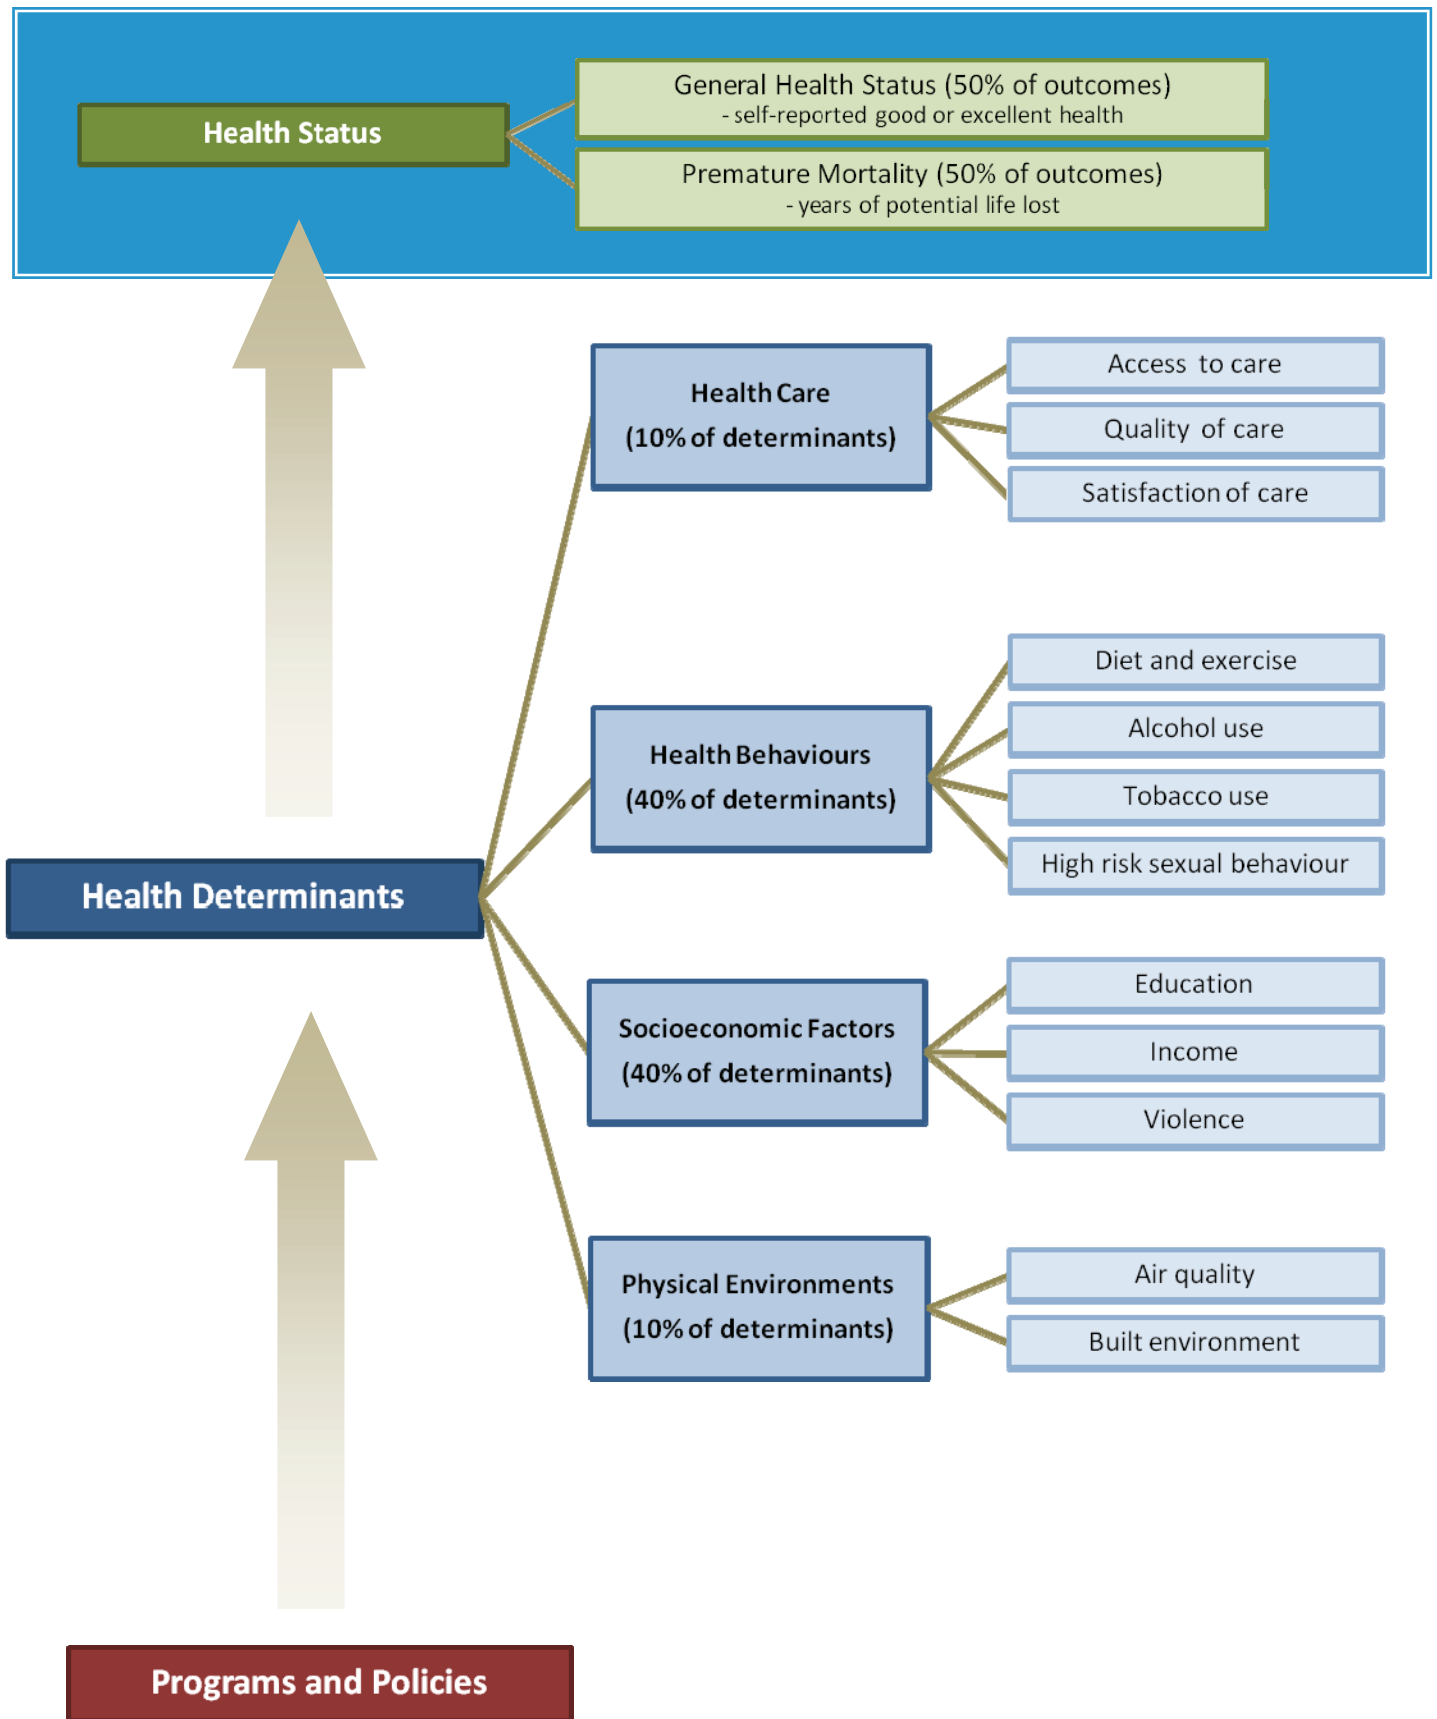 Health Status
General Health Status (50% of outcomes)
- self-reported good or excellent health
Premature Mortality (50% of outcomes)
- years of potential life lost
Health Care
(10% of determinants)
Access to care
Quality of care
Satisfaction of care
Health Behaviours
(40% of determinants)
Diet and exercise
Alcohol use
Tobacco use
High risk sexual behaviour
Health Determinants
Socioeconomic Factors
(40% of determinants)
Education
Income
Violence
Physical Environments
(10% of determinants)
Air quality
Built environment
Programs and Policies